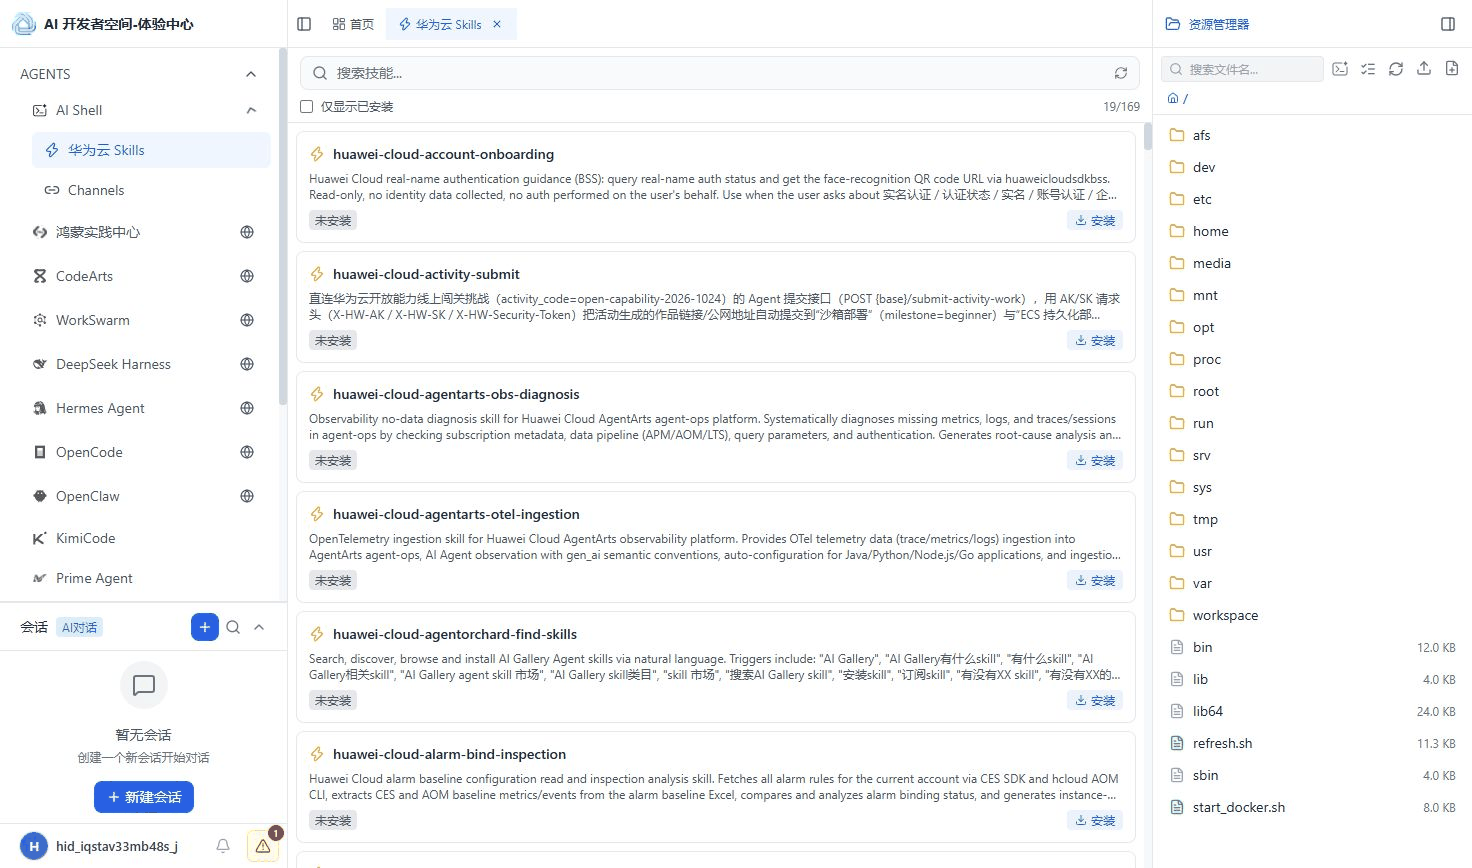 AI 开发者空间-体验中心
AGENTS
AI Shell
华为云 Skills
Channels
鸿蒙实践中心
CodeArts
WorkSwarm
DeepSeek Harness
Hermes Agent
OpenCode
OpenClaw
KimiCode
Prime Agent
会话 AI对话
暂无会话
创建一个新会话开始对话
+ 新建会话
H hid_iqstav33mb48s_j 1
首页 华为云 Skills ×
搜索技能...
仅显示已安装 19/169
huawei-cloud-account-onboarding
Huawei Cloud real-name authentication guidance (BSS): query real-name auth status and get the face-recognition QR code URL via huaweicloudsdkbss.
Read-only, no identity data collected, no auth performed on the user's behalf. Use when the user asks about 实名认证 / 认证状态 / 实名 / 账号认证 / 企...
未安装 安装
huawei-cloud-activity-submit
直连华为云开放能力线上闯关挑战（activity_code=open-capability-2026-1024）的 Agent 提交接口（POST {base}/submit-activity-work），用 AK/SK 请求
头（X-HW-AK / X-HW-SK / X-HW-Security-Token）把活动生成的作品链接/公网地址自动提交到“沙箱部署”（milestone=beginner）与“ECS 持久化部...
未安装 安装
huawei-cloud-agentarts-obs-diagnosis
Observability no-data diagnosis skill for Huawei Cloud AgentArts agent-ops platform. Systematically diagnoses missing metrics, logs, and traces/sessions
in agent-ops by checking subscription metadata, data pipeline (APM/AOM/LTS), query parameters, and authentication. Generates root-cause analysis an...
未安装 安装
huawei-cloud-agentarts-otel-ingestion
OpenTelemetry ingestion skill for Huawei Cloud AgentArts observability platform. Provides OTel telemetry data (trace/metrics/logs) ingestion into
AgentArts agent-ops, AI Agent observation with gen_ai semantic conventions, auto-configuration for Java/Python/Node.js/Go applications, and ingestio...
未安装 安装
huawei-cloud-agentorchard-find-skills
Search, discover, browse and install AI Gallery Agent skills via natural language. Triggers include: "AI Gallery", "AI Gallery有什么skill", "有什么skill", "AI
Gallery相关skill", "AI Gallery agent skill 市场", "AI Gallery skill类目", "skill 市场", "搜索AI Gallery skill", "安装skill", "订阅skill", "有没有XX skill", "有没有XX的...
未安装 安装
huawei-cloud-alarm-bind-inspection
Huawei Cloud alarm baseline configuration read and inspection analysis skill. Fetches all alarm rules for the current account via CES SDK and hcloud AOM
CLI, extracts CES and AOM baseline metrics/events from the alarm baseline Excel, compares and analyzes alarm binding status, and generates instance-...
未安装 安装
资源管理器
搜索文件名...
/
afs
dev
etc
home
media
mnt
opt
proc
root
run
srv
sys
tmp
usr
var
workspace
bin 12.0 KB
lib 4.0 KB
lib64 24.0 KB
refresh.sh 11.3 KB
sbin 4.0 KB
start_docker.sh 8.0 KB